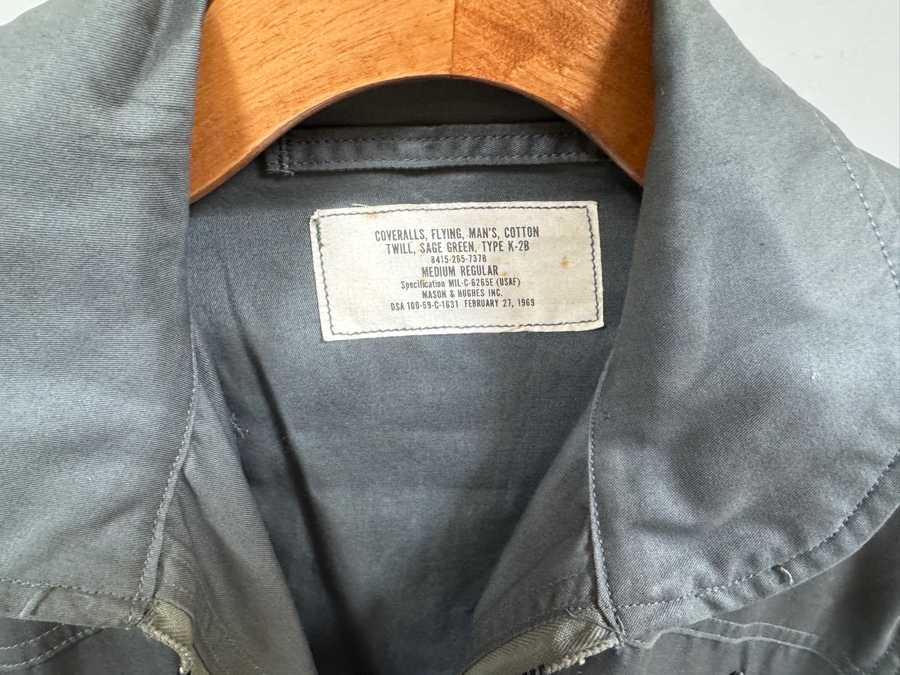 COVERALLS, FLYING, MAN'S, COTTON
TWILL, SAGE GREEN, TYPE K-2B
8415-265-7378
MEDIUM REGULAR
Specification MIL-C-6265E (USAF)
MASON & HUGHES INC.
DSA 100-69-C-1631 FEBRUARY 27, 1969